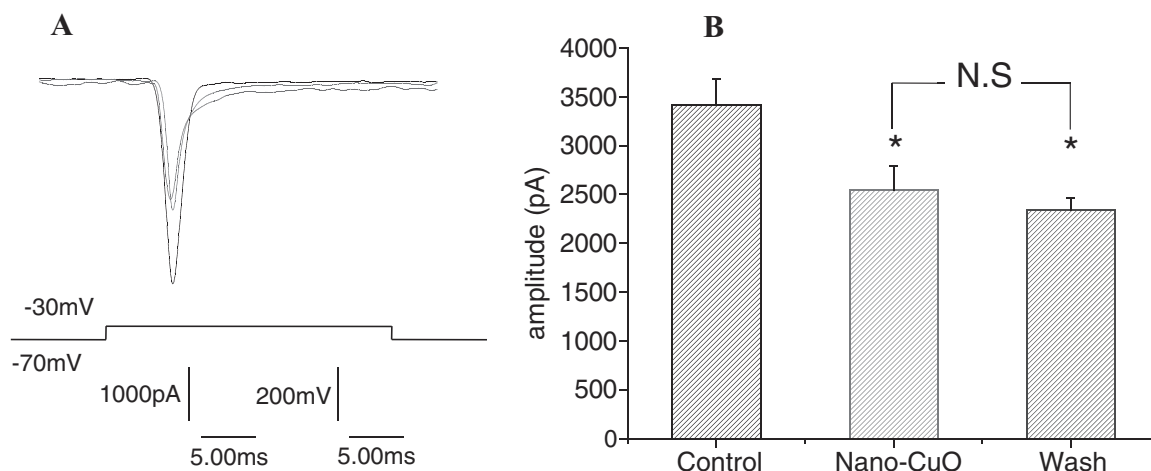 A
-30mV
-70mV
1000pA
200mV
5.00ms
5.00ms
B
amplitude (pA)
4000
3500
3000
2500
2000
1500
1000
500
0
N.S
*
*
Control
Nano-CuO
Wash